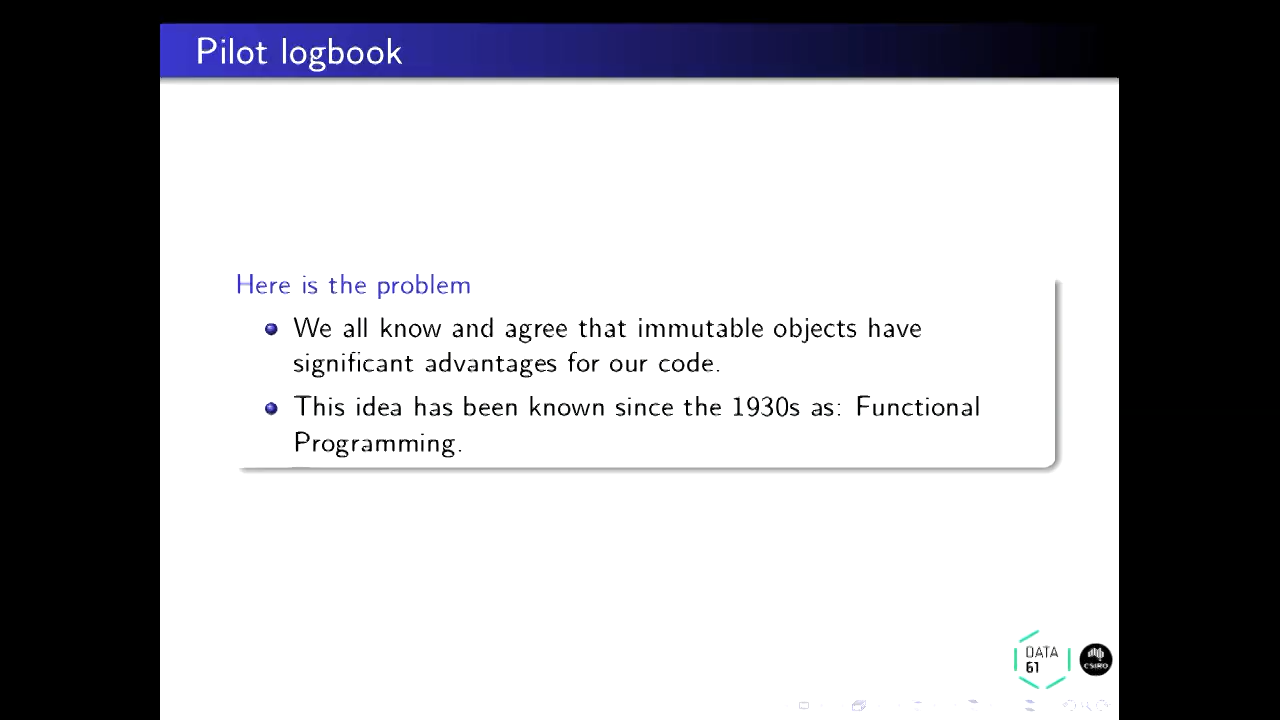 Pilot logbook
Here is the problem
We all know and agree that immutable objects have
significant advantages for our code.
This idea has been known since the 1930s as: Functional
Programming.
DATA
61
CSIRO